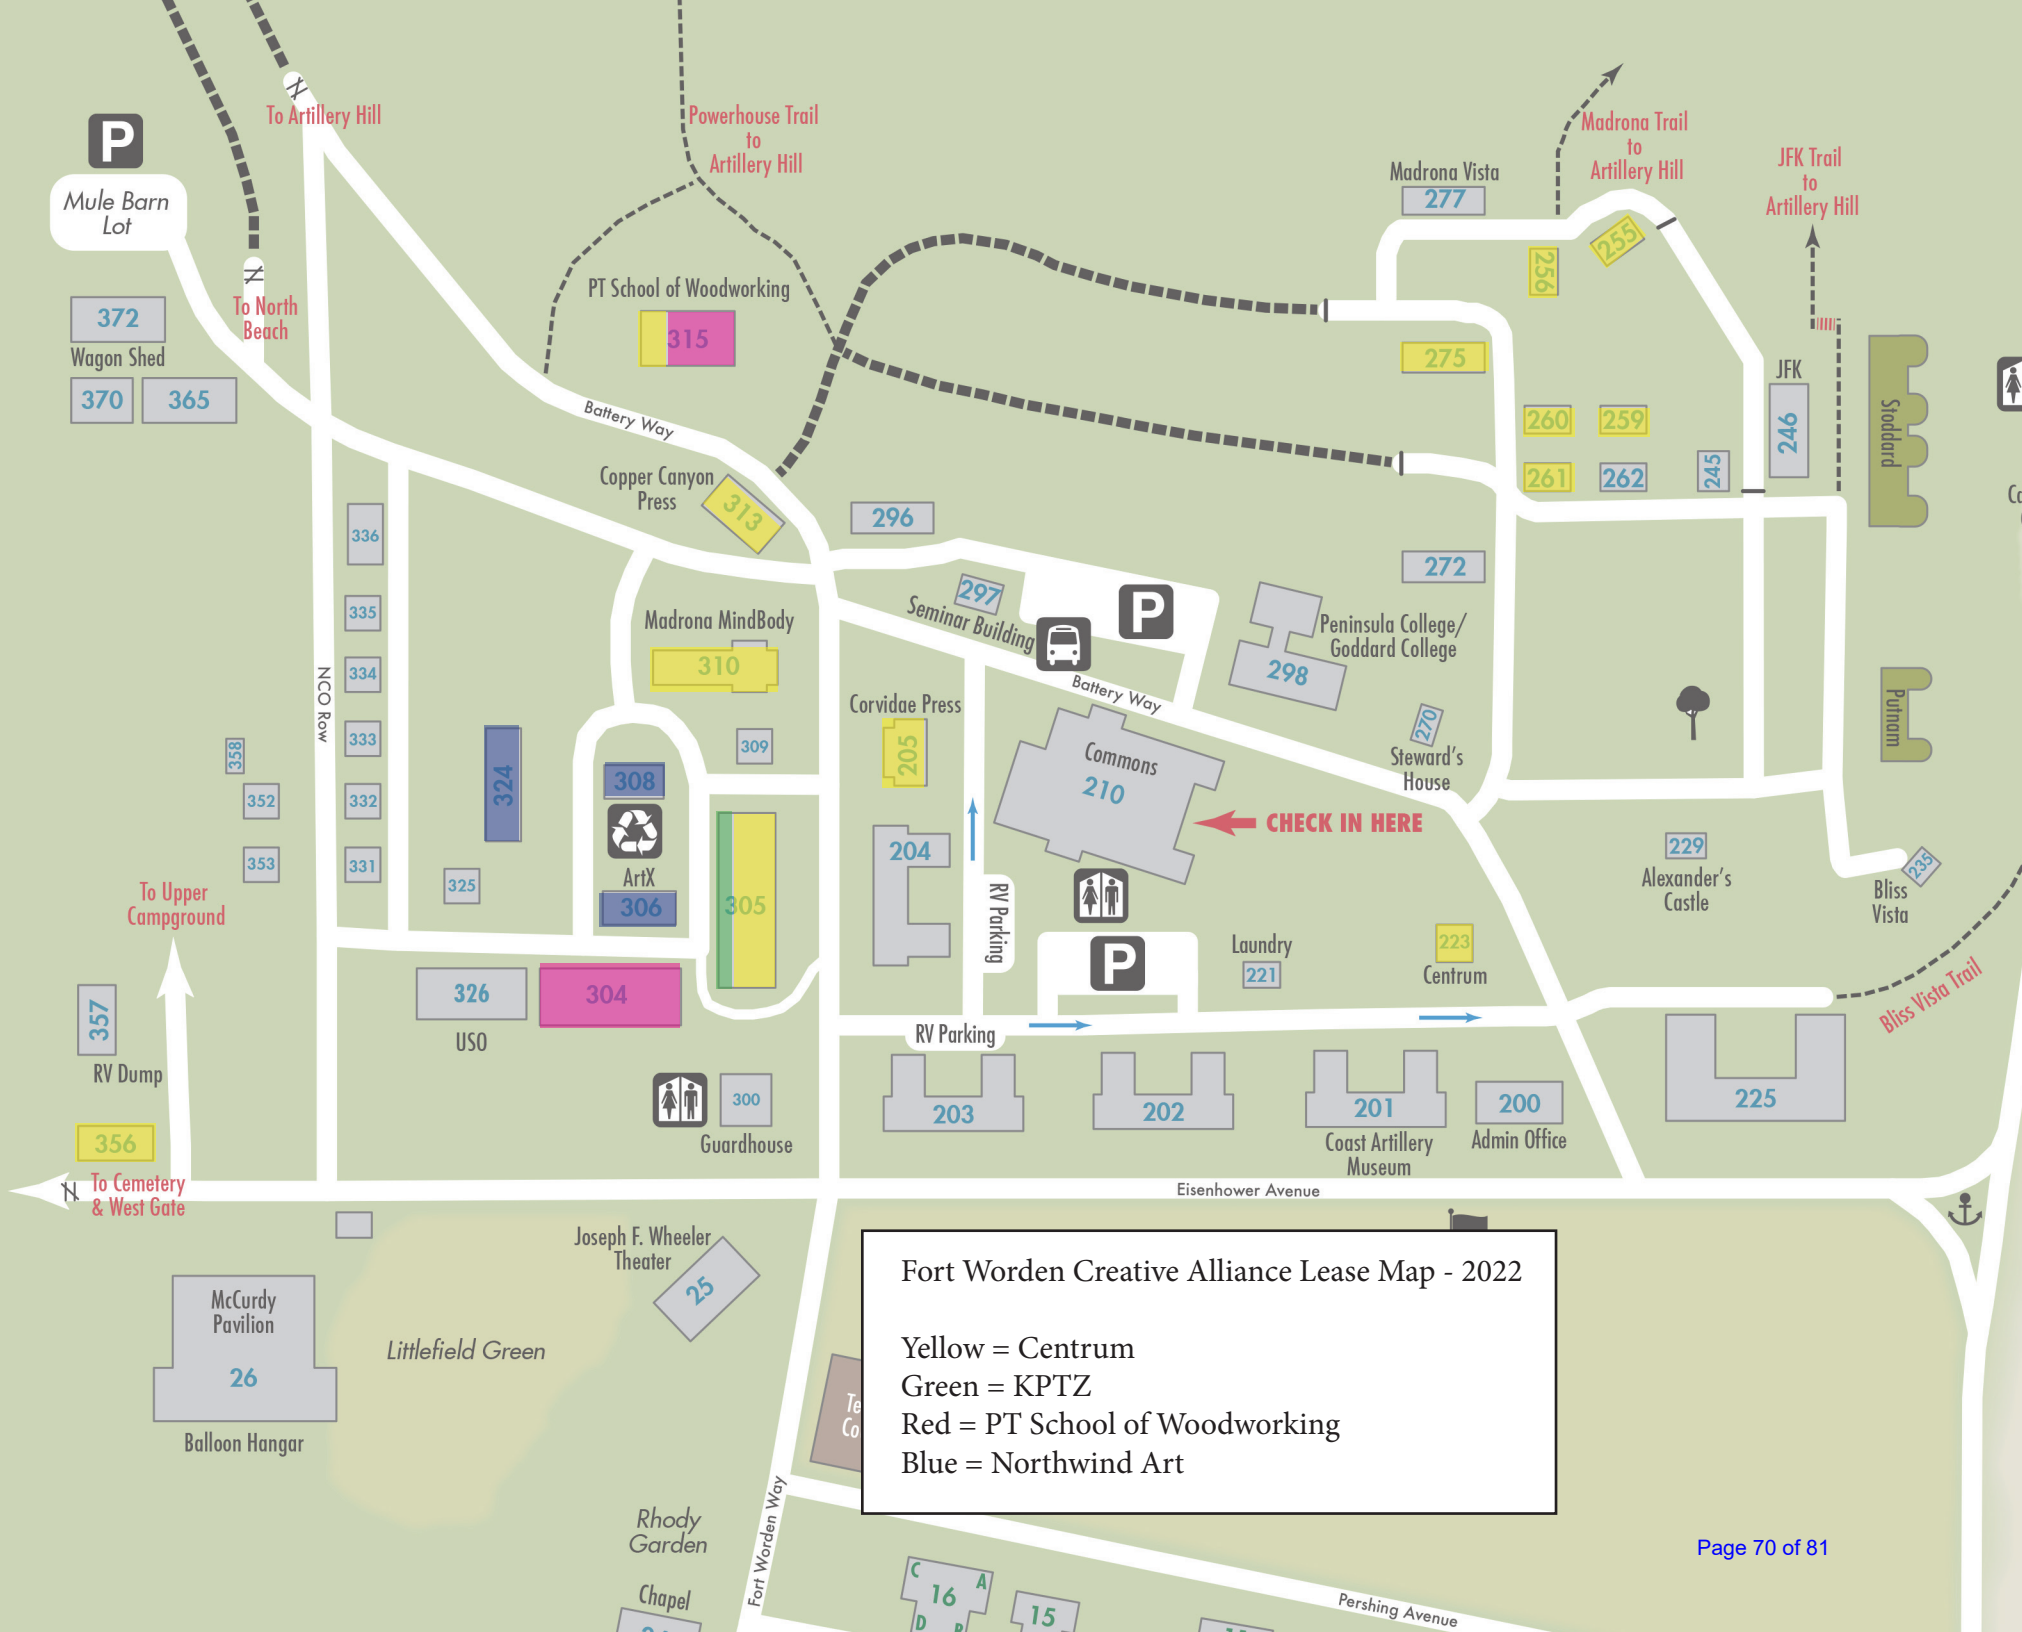 To Artillery Hill
P
Mule Barn
Lot
To North
Beach
372
Wagon Shed
370
365
Powerhouse Trail
to
Artillery Hill
PT School of Woodworking
315
Battery Way
Copper Canyon
Press
313
296
297
Seminar Building
P
Madrona Trail
to
Artillery Hill
JFK Trail
to
Artillery Hill
Madrona Vista
277
256
255
275
260
259
261
262
245
JFK
246
Stoddard
272
Peninsula College/
Goddard College
298
270
Steward's
House
Putnam
336
335
334
333
332
331
NCO Row
358
352
353
Madrona MindBody
310
309
324
308
ArtX
306
305
325
Corvidae Press
205
204
Battery Way
Commons
210
CHECK IN HERE
RV Parking
P
Laundry
221
223
Centrum
229
Alexander's
Castle
235
Bliss
Vista
Bliss Vista Trail
To Upper
Campground
357
RV Dump
356
To Cemetery
& West Gate
326
USO
304
300
Guardhouse
RV Parking
203
202
201
Coast Artillery
Museum
200
Admin Office
225
Eisenhower Avenue
McCurdy
Pavilion
26
Balloon Hangar
Littlefield Green
Joseph F. Wheeler
Theater
25
Te
Co
Fort Worden Creative Alliance Lease Map - 2022
Yellow = Centrum
Green = KPTZ
Red = PT School of Woodworking
Blue = Northwind Art
Page 70 of 81
Rhody
Garden
Fort Worden Way
Chapel
C
A
16
D
15
Pershing Avenue